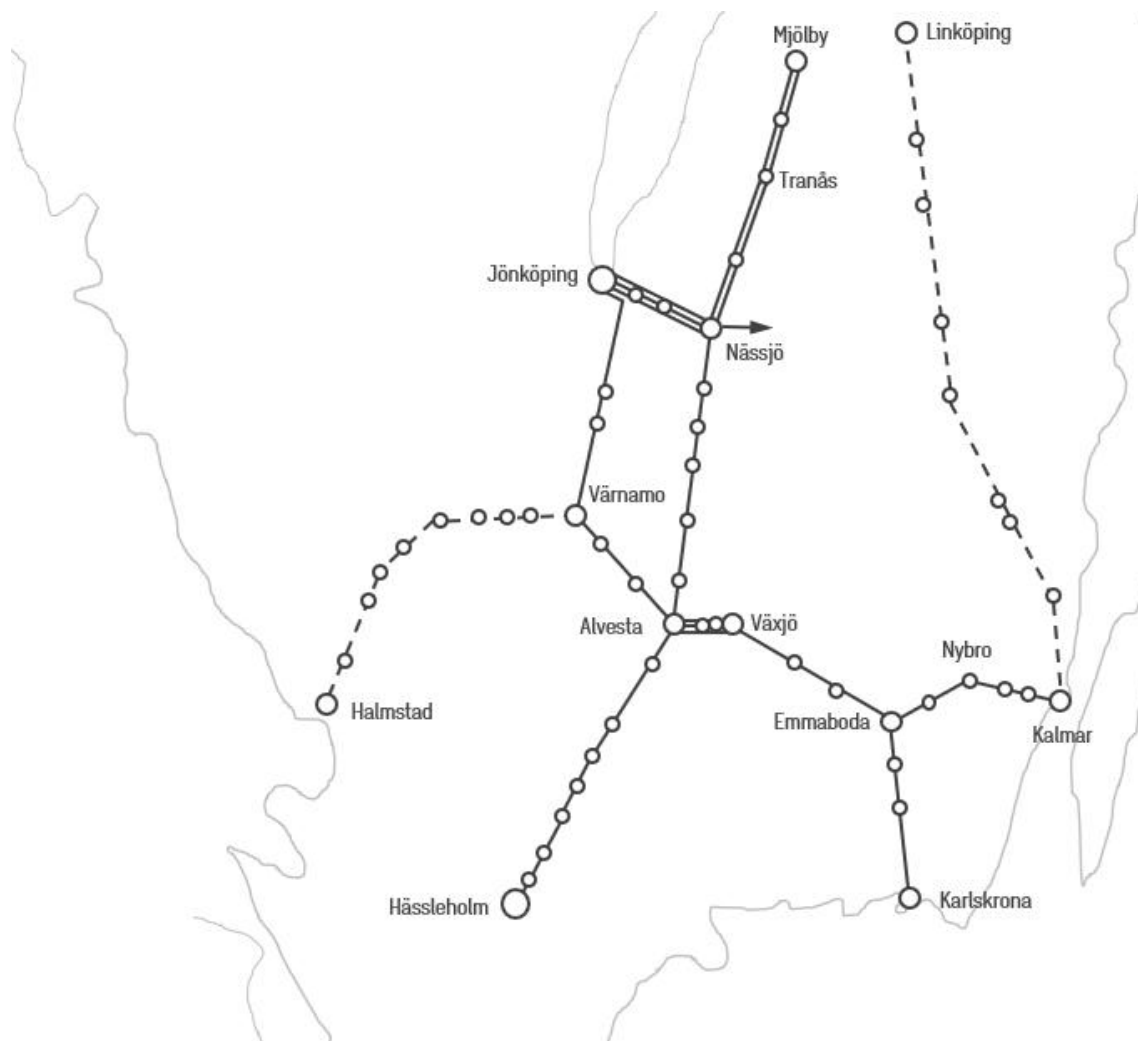 Mjölby
Linköping
Tranås
Jönköping
Nässjö
Värnamo
Alvesta
Växjö
Nybro
Halmstad
Emmaboda
Kalmar
Hässleholm
Karlskrona